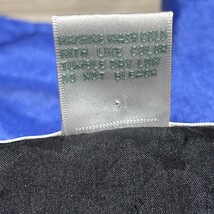 MACHINE WASH COLD
WITH LIKE COLOR
TUMBLE DRY LOW
DO NOT BLEACH